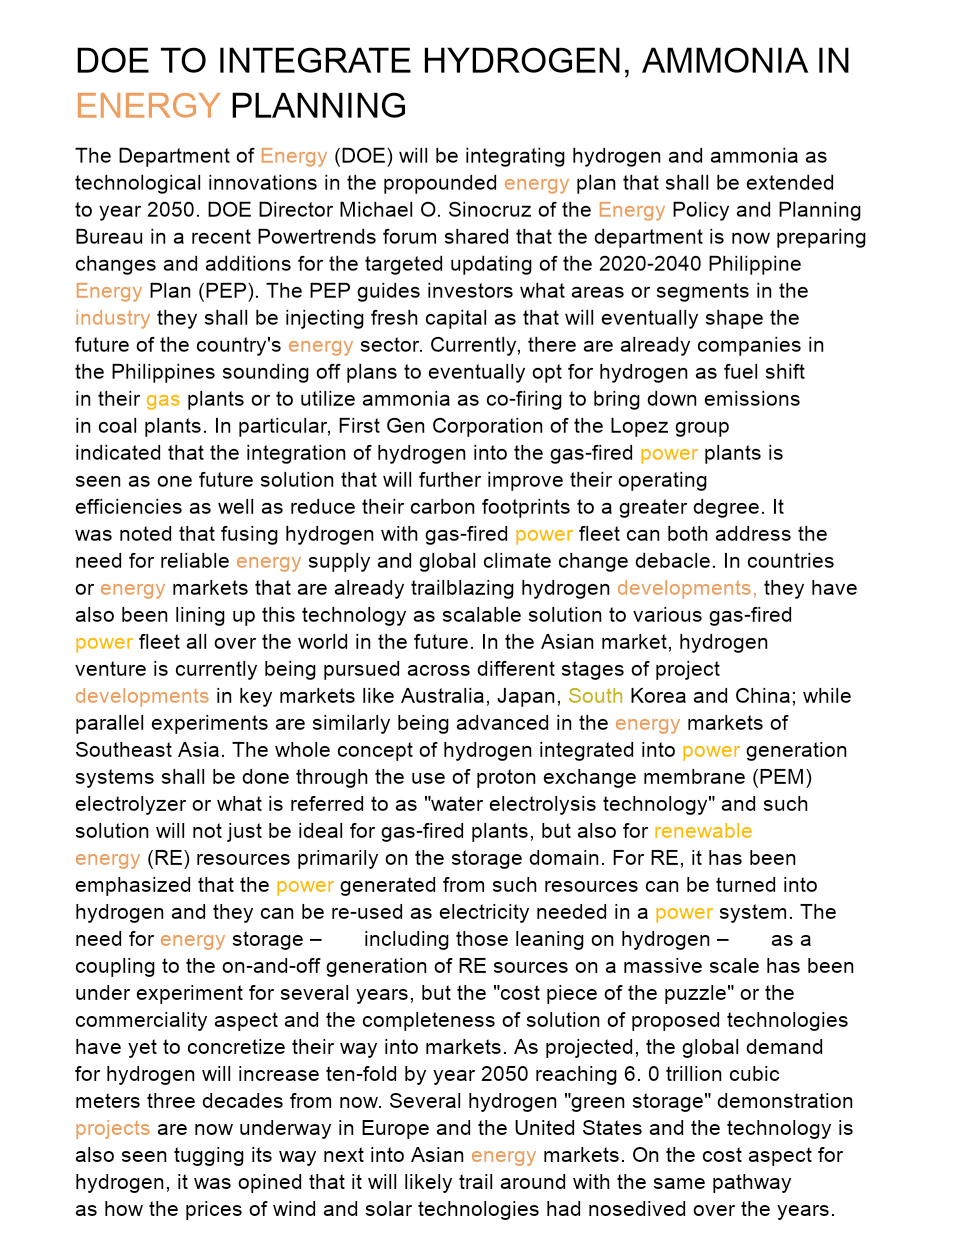 DOE TO INTEGRATE HYDROGEN, AMMONIA IN
ENERGY PLANNING
The Department of Energy (DOE) will be integrating hydrogen and ammonia as
technological innovations in the propounded energy plan that shall be extended
to year 2050. DOE Director Michael O. Sinocruz of the Energy Policy and Planning
Bureau in a recent Powertrends forum shared that the department is now preparing
changes and additions for the targeted updating of the 2020-2040 Philippine
Energy Plan (PEP). The PEP guides investors what areas or segments in the
industry they shall be injecting fresh capital as that will eventually shape the
future of the country's energy sector. Currently, there are already companies in
the Philippines sounding off plans to eventually opt for hydrogen as fuel shift
in their gas plants or to utilize ammonia as co-firing to bring down emissions
in coal plants. In particular, First Gen Corporation of the Lopez group
indicated that the integration of hydrogen into the gas-fired power plants is
seen as one future solution that will further improve their operating
efficiencies as well as reduce their carbon footprints to a greater degree. It
was noted that fusing hydrogen with gas-fired power fleet can both address the
need for reliable energy supply and global climate change debacle. In countries
or energy markets that are already trailblazing hydrogen developments, they have
also been lining up this technology as scalable solution to various gas-fired
power fleet all over the world in the future. In the Asian market, hydrogen
venture is currently being pursued across different stages of project
developments in key markets like Australia, Japan, South Korea and China; while
parallel experiments are similarly being advanced in the energy markets of
Southeast Asia. The whole concept of hydrogen integrated into power generation
systems shall be done through the use of proton exchange membrane (PEM)
electrolyzer or what is referred to as "water electrolysis technology" and such
solution will not just be ideal for gas-fired plants, but also for renewable
energy (RE) resources primarily on the storage domain. For RE, it has been
emphasized that the power generated from such resources can be turned into
hydrogen and they can be re-used as electricity needed in a power system. The
need for energy storage – including those leaning on hydrogen – as a
coupling to the on-and-off generation of RE sources on a massive scale has been
under experiment for several years, but the "cost piece of the puzzle" or the
commerciality aspect and the completeness of solution of proposed technologies
have yet to concretize their way into markets. As projected, the global demand
for hydrogen will increase ten-fold by year 2050 reaching 6. 0 trillion cubic
meters three decades from now. Several hydrogen "green storage" demonstration
projects are now underway in Europe and the United States and the technology is
also seen tugging its way next into Asian energy markets. On the cost aspect for
hydrogen, it was opined that it will likely trail around with the same pathway
as how the prices of wind and solar technologies had nosedived over the years.